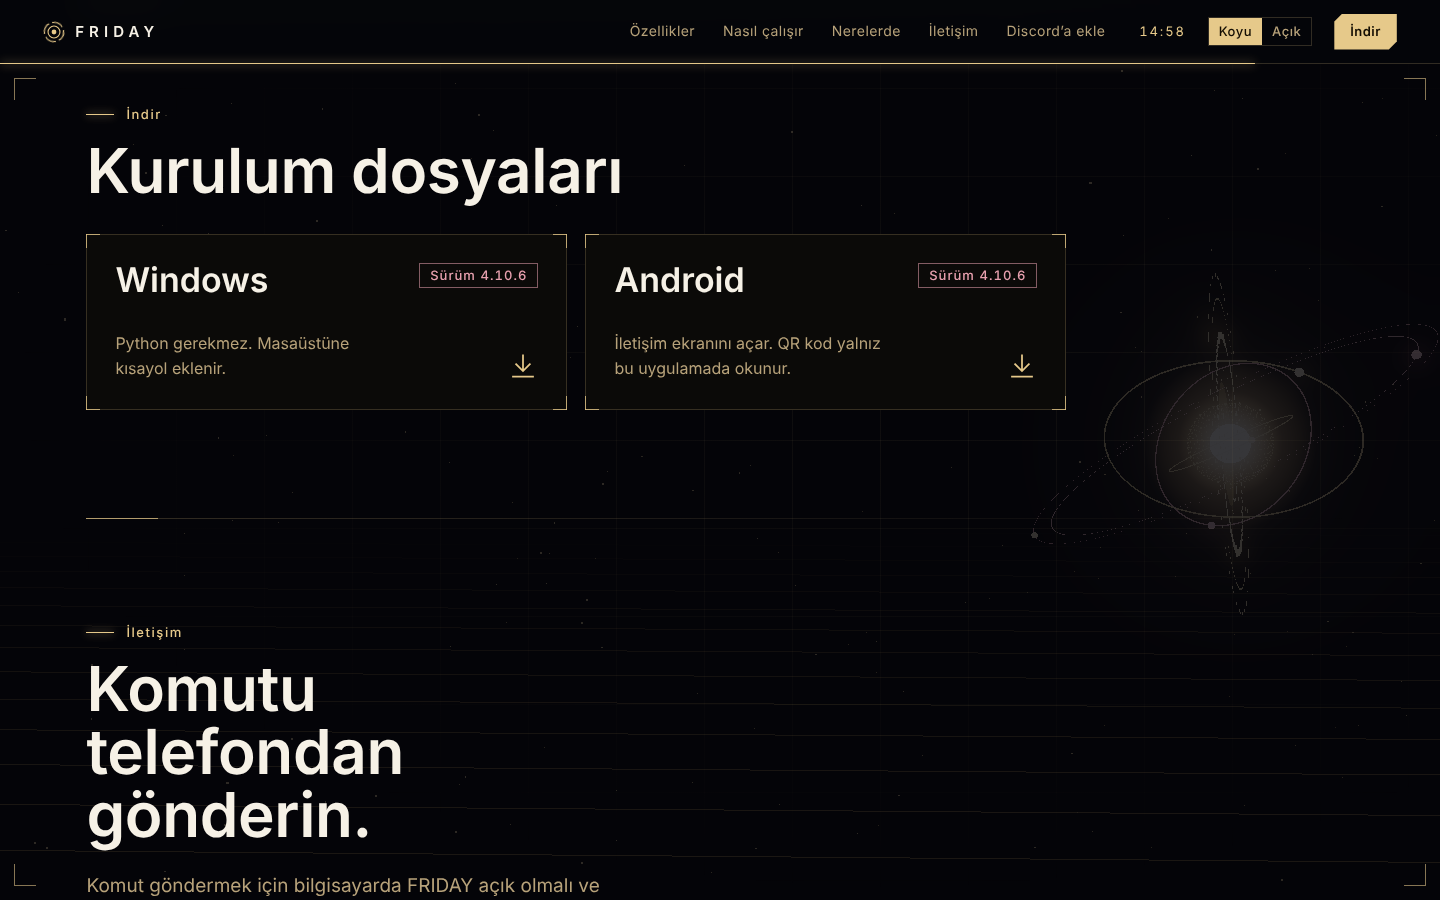 FRIDAY
Özellikler Nasıl çalışır Nerelerde İletişim Discord’a ekle 14:58 Koyu Açık İndir
İndir
Kurulum dosyaları
Windows
Sürüm 4.10.6
Python gerekmez. Masaüstüne
kısayol eklenir.
Android
Sürüm 4.10.6
İletişim ekranını açar. QR kod yalnız
bu uygulamada okunur.
İletişim
Komutu
telefondan
gönderin.
Komut göndermek için bilgisayarda FRIDAY açık olmalı ve